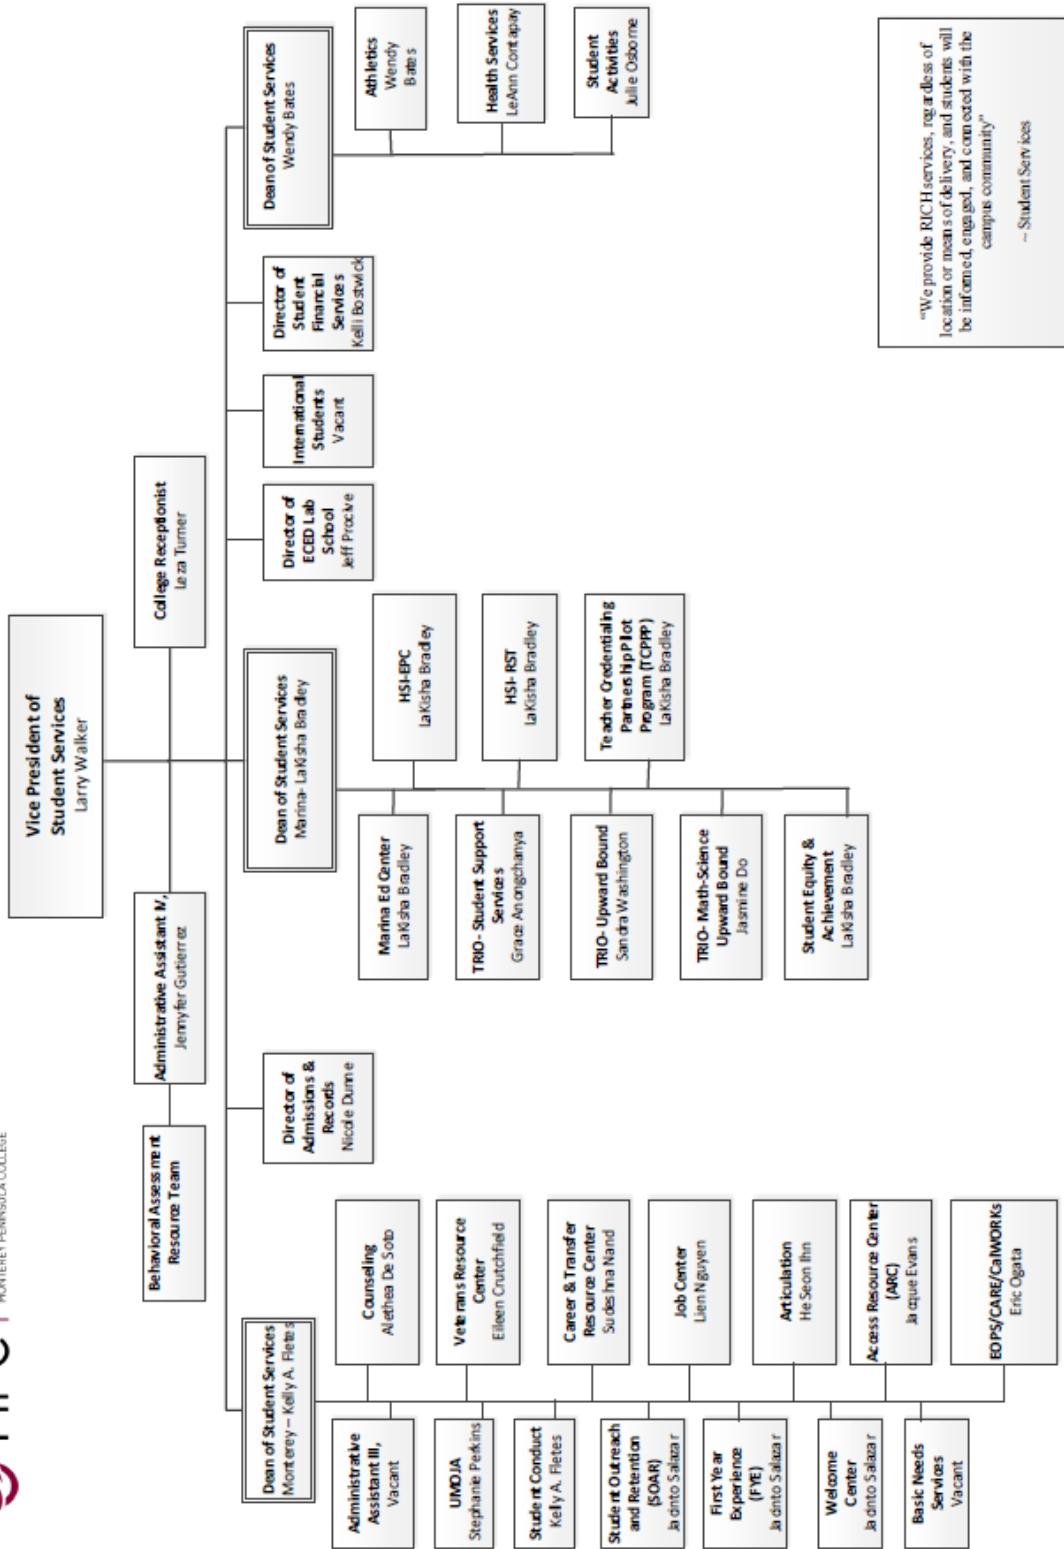 MONTEREY PENINSULA COLLEGE
Vice President of
Student Services
Larry Walker
Behavioral Assessment
Resource Team
Administrative Assistant IV,
Jennyfer Gutierrez
College Receptionist
Leza Turner
Dean of Student Services
Monterey – Kelly A. Fletes
Director of
Admissions &
Records
Nicole Dunne
Dean of Student Services
Marina- LaKisha Bradley
Director of
ECED Lab
School
Jeff Procive
International
Students
Vacant
Director of
Student
Financial
Services
Kelli Bostwick
Dean of Student Services
Wendy Bates
Administrative
Assistant III,
Vacant
UMOJA
Stephanie Perkins
Student Conduct
Kelly A. Fletes
Student Outreach
and Retention
(SOAR)
Jacinto Salazar
First Year
Experience
(FYE)
Jacinto Salazar
Welcome
Center
Jacinto Salazar
Basic Needs
Services
Vacant
Counseling
Alethea De Soto
Veterans Resource
Center
Eileen Crutchfield
Career & Transfer
Resource Center
Sudeshna Nand
Job Center
Lien Nguyen
Articulation
He Seon Ihn
Access Resource Center
(ARC)
Jacque Evans
EOPS/CARE/CalWORKs
Eric Ogata
Marina Ed Center
LaKisha Bradley
TRIO- Student Support
Services
Grace Anongchanya
TRIO- Upward Bound
Sandra Washington
TRIO- Math-Science
Upward Bound
Jasmine Do
Student Equity &
Achievement
LaKisha Bradley
HSI-EPC
LaKisha Bradley
HSI- RST
LaKisha Bradley
Teacher Credentialing
Partnership Pilot
Program (TCPPP)
LaKisha Bradley
Athletics
Wendy
Bates
Health Services
LeAnn Contapay
Student
Activities
Julie Osborne
“We provide RICH services, regardless of
location or means of delivery, and students will
be informed, engaged, and connected with the
campus community”
~ Student Services